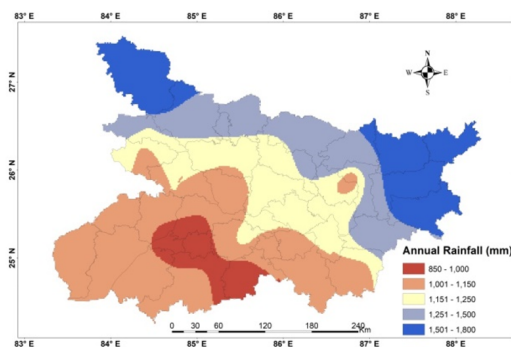 83° E 84° E 85° E 86° E 87° E 88° E
N
W E
S
27° N
26° N
25° N
Annual Rainfall (mm)
850 - 1,000
1,001 - 1,150
1,151 - 1,250
1,251 - 1,500
1,501 - 1,800
0 30 60 120 180 240
Km
83° E 84° E 85° E 86° E 87° E 88° E